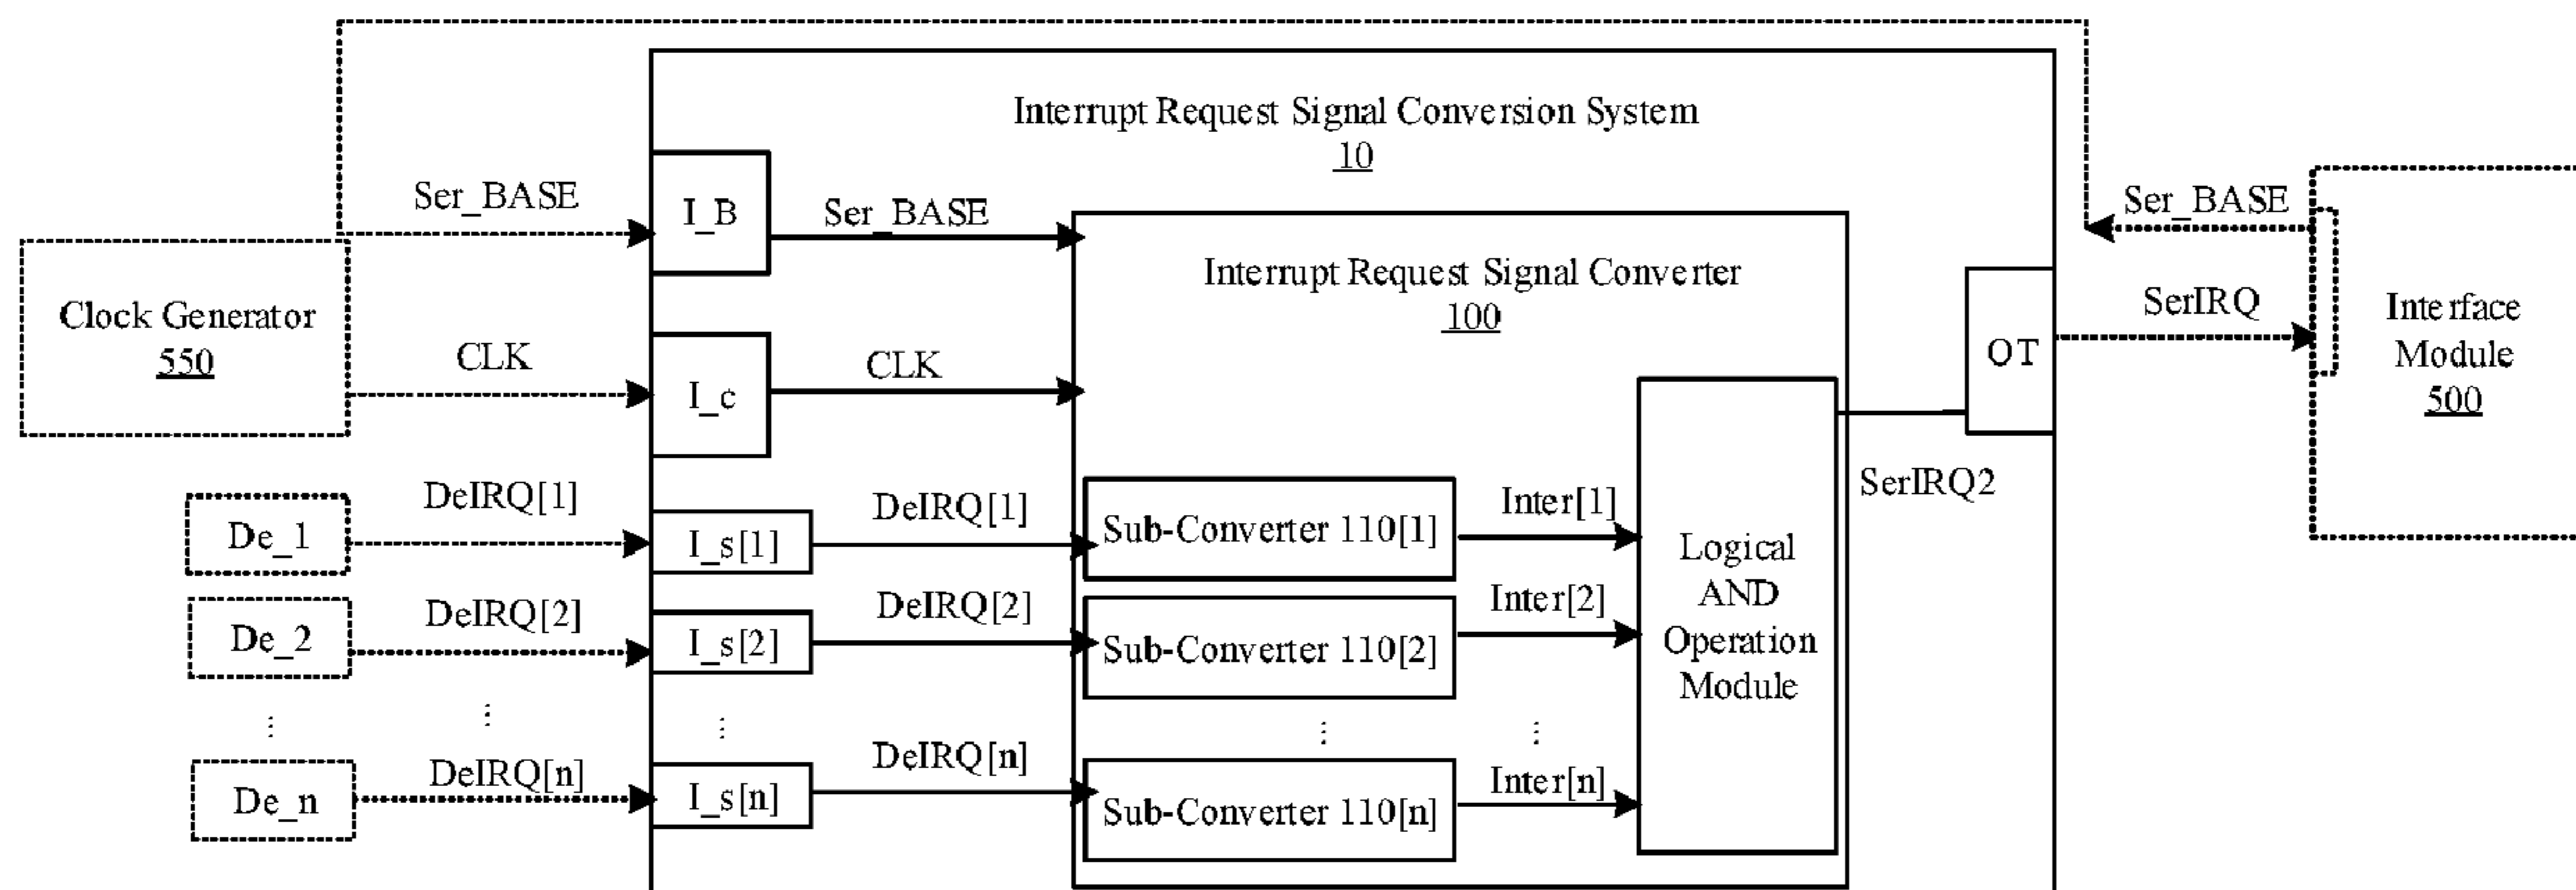 Interrupt Request Signal Conversion System
10
Ser_BASE
I_B
Ser_BASE
Ser_BASE
Clock Generator
550
CLK
I_c
CLK
Interrupt Request Signal Converter
100
OT
SerIRQ
Interface
Module
500
SerIRQ2
De_1
DeIRQ[1]
I_s[1]
DeIRQ[1]
Sub-Converter 110[1]
Inter[1]
De_2
DeIRQ[2]
I_s[2]
DeIRQ[2]
Sub-Converter 110[2]
Inter[2]
Logical
AND
Operation
Module
⋮
⋮
⋮
⋮
⋮
De_n
DeIRQ[n]
I_s[n]
DeIRQ[n]
Sub-Converter 110[n]
Inter[n]